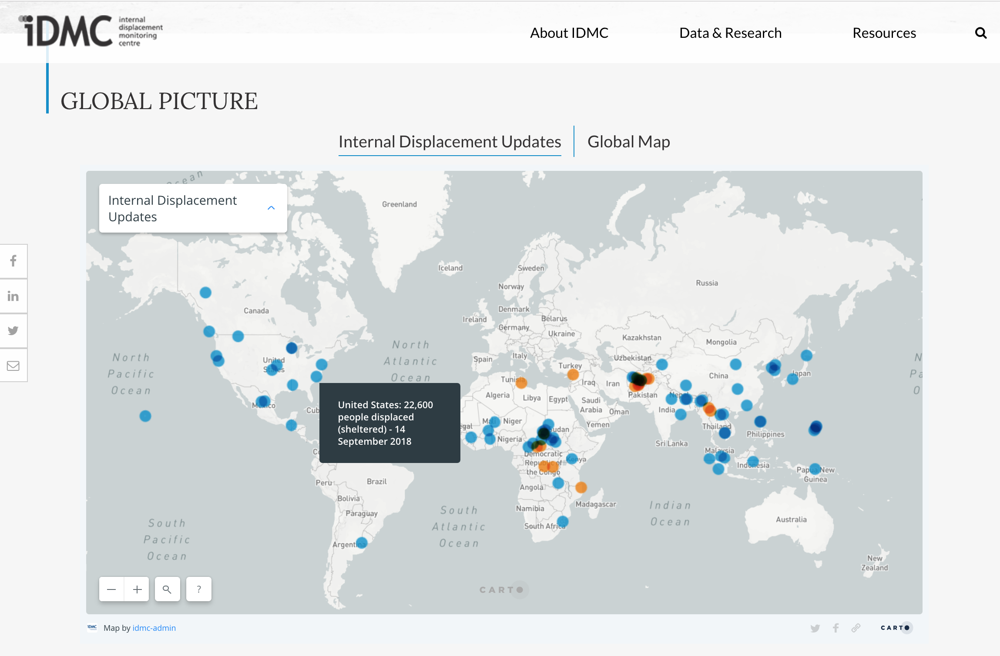 iDMC
internal
displacement
monitoring
centre
About IDMC
Data & Research
Resources
GLOBAL PICTURE
Internal Displacement Updates
Global Map
Ocean
Internal Displacement
Updates
Greenland
Iceland
Sweden
Norway
Russia
Canada
Denmark
Ireland
Belarus
Germany
Ukraine
Kazakhstan
Mongolia
North
Pacific
Ocean
North
Atlantic
Ocean
United
States
Spain
Italy
Uzbekistan
Turkey
China
Japan
N
Pa
O
Tunisia
Iraq
Iran
Algeria
Libya
Egypt
Pakistan
Nepal
Saudi
Arabia
Oman
India
Mexico
Cub
United States: 22,600
people displaced
(sheltered) - 14
September 2018
Mali
Niger
egal
Sudan
Yemen
Thailand
Philippines
Nigeria
Sri Lanka
Co
Democratic
Republic of
the Congo
Kenya
Malaysia
Indonesia
Papua New
Guinea
Peru
Brazil
Angola
Bolivia
Namibia
Madagascar
Paraguay
South
Atlantic
Ocean
Indian
Ocean
Australia
South Africa
South
Pacific
Ocean
Argentina
New
Zealand
?
CARTO
iDMC
Map by idmc-admin
CARTO